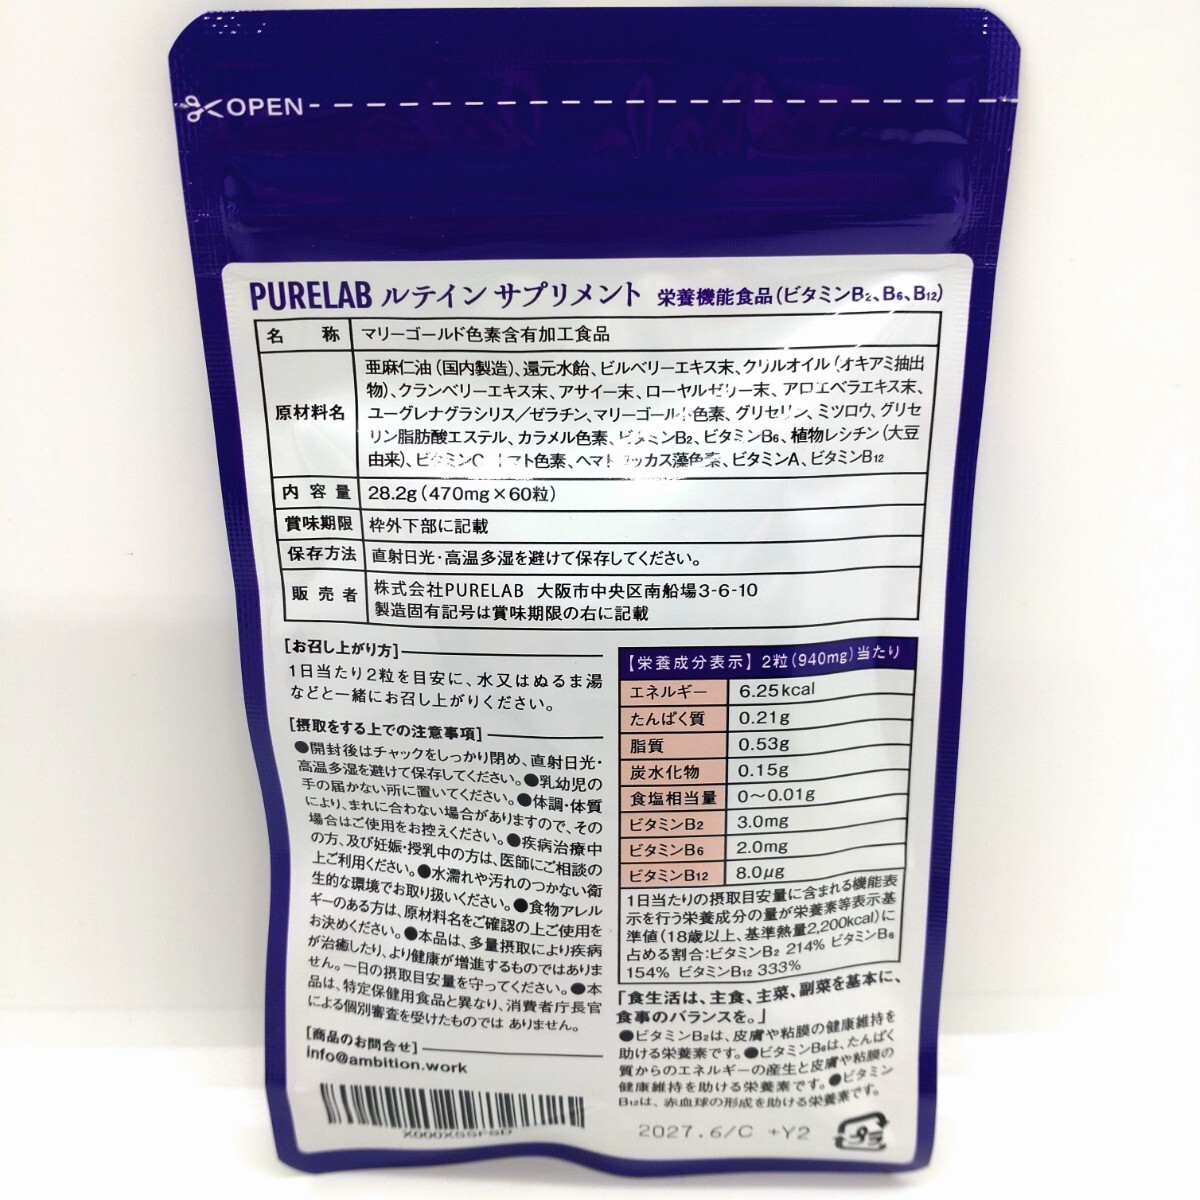 OPEN
PURELAB ルテイン サプリメント 栄養機能食品(ビタミンB₂、B₆、B₁₂)
名称 マリーゴールド色素含有加工食品
原材料名
亜麻仁油(国内製造)、還元水飴、ビルベリーエキス末、クリルオイル(オキアミ抽出
物)、クランベリーエキス末、アサイー末、ローヤルゼリー末、アロエベラエキス末、
ユーグレナグラシリス/ゼラチン、マリーゴールド色素、グリセリン、ミツロウ、グリセ
リン脂肪酸エステル、カラメル色素、ビタミンB₂、ビタミンB₆、植物レシチン(大豆
由来)、ビタミンC、トマト色素、ヘマトコッカス藻色素、ビタミンA、ビタミンB₁₂
内容量 28.2g(470mg×60粒)
賞味期限 枠外下部に記載
保存方法 直射日光・高温多湿を避けて保存してください。
販売者 株式会社PURELAB 大阪市中央区南船場3-6-10
製造固有記号は賞味期限の右に記載
[お召し上がり方]
1日当たり2粒を目安に、水又はぬるま湯
などと一緒にお召し上がりください。
[摂取をする上での注意事項]
●開封後はチャックをしっかり閉め、直射日光・
高温多湿を避けて保存してください。●乳幼児の
手の届かない所に置いてください。●体調・体質
により、まれに合わない場合がありますので、その
場合はご使用をお控えください。●疾病治療中
の方、及び妊娠・授乳中の方は、医師にご相談の
上ご利用ください。●水濡れや汚れのつかない衛
生的な環境でお取り扱いください。●食物アレル
ギーのある方は、原材料名をご確認の上ご使用を
お決めください。●本品は、多量摂取により疾病
が治癒したり、より健康が増進するものではありま
せん。一日の摂取目安量を守ってください。●本
品は、特定保健用食品と異なり、消費者庁長官
による個別審査を受けたものでは ありません。
[商品のお問合せ]
info@ambition.work
X000XSSFSD
【栄養成分表示】2粒(940mg)当たり
エネルギー 6.25kcal
たんぱく質 0.21g
脂質 0.53g
炭水化物 0.15g
食塩相当量 0～0.01g
ビタミンB₂ 3.0mg
ビタミンB₆ 2.0mg
ビタミンB₁₂ 8.0μg
1日当たりの摂取目安量に含まれる機能表
示を行う栄養成分の量が栄養素等表示基
準値(18歳以上、基準熱量2,200kcal)に
占める割合:ビタミンB₂ 214% ビタミンB₆
154% ビタミンB₁₂ 333%
「食生活は、主食、主菜、副菜を基本に、
食事のバランスを。」
●ビタミンB₂は、皮膚や粘膜の健康維持を
助ける栄養素です。●ビタミンB₆は、たんぱく
質からのエネルギーの産生と皮膚や粘膜の
健康維持を助ける栄養素です。●ビタミン
B₁₂は、赤血球の形成を助ける栄養素です。
2027.6/C +Y2
プラ